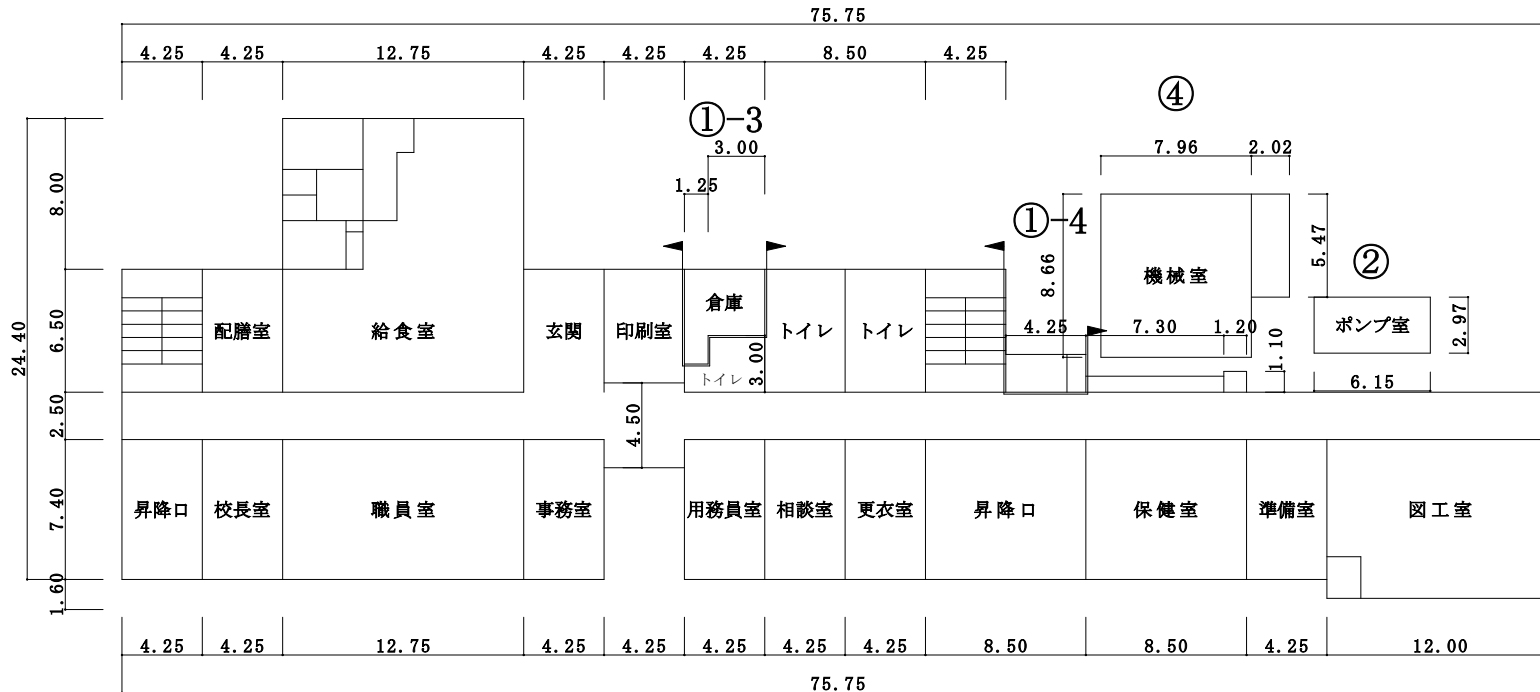 75.75
4.25 4.25 12.75 4.25 4.25 4.25 8.50 4.25
④
①-3
7.96 2.02
3.00
1.25
8.00
①-4
5.47
②
8.66
機械室
倉庫
24.40
6.50
配膳室 給食室 玄関 印刷室 トイレ トイレ
4.25 7.30 1.20
ポンプ室
2.97
1.10
3.00
トイレ
6.15
2.50
4.50
7.40
昇降口 校長室 職員室 事務室 用務員室 相談室 更衣室 昇降口 保健室 準備室 図工室
1.60
4.25 4.25 12.75 4.25 4.25 4.25 4.25 4.25 8.50 8.50 4.25 12.00
75.75